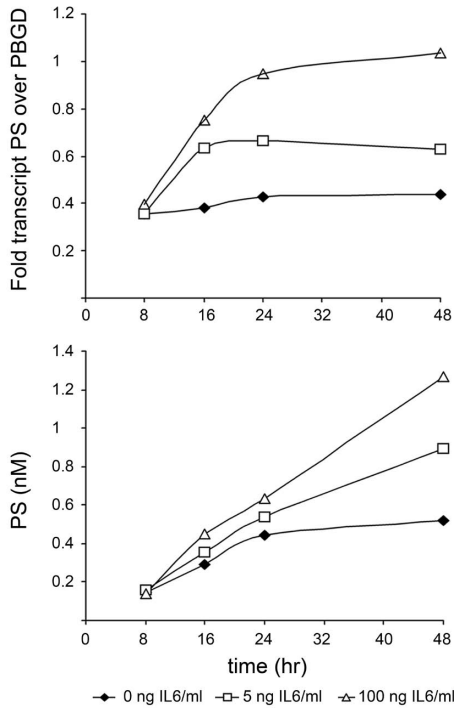 Fold transcript PS over PBGD
1.2
1
0.8
0.6
0.4
0.2
0 8 16 24 32 40 48
PS (nM)
1.4
1.2
1
0.8
0.6
0.4
0.2
0 8 16 24 32 40 48
time (hr)
0 ng IL6/ml 5 ng IL6/ml 100 ng IL6/ml